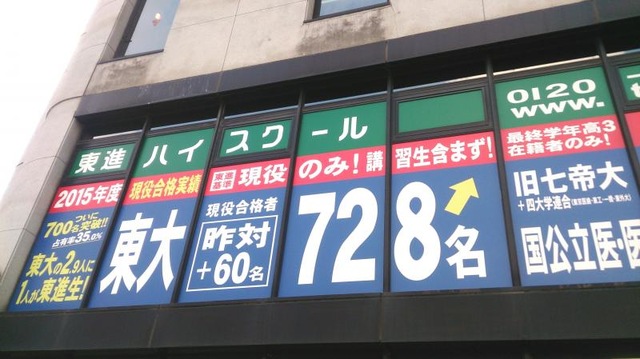 東進ハイスクール
0120
www.
2015年度
ついに
700名突破!!
占有率35.0%
東大の2.9人に
1人が東進生!
現役合格実績
東大
現役のみ!講習生含まず!
現役合格者
昨対
+60名
728名
最終学年高3
在籍者のみ!
旧七帝大
+四大学連合
国公立医・医